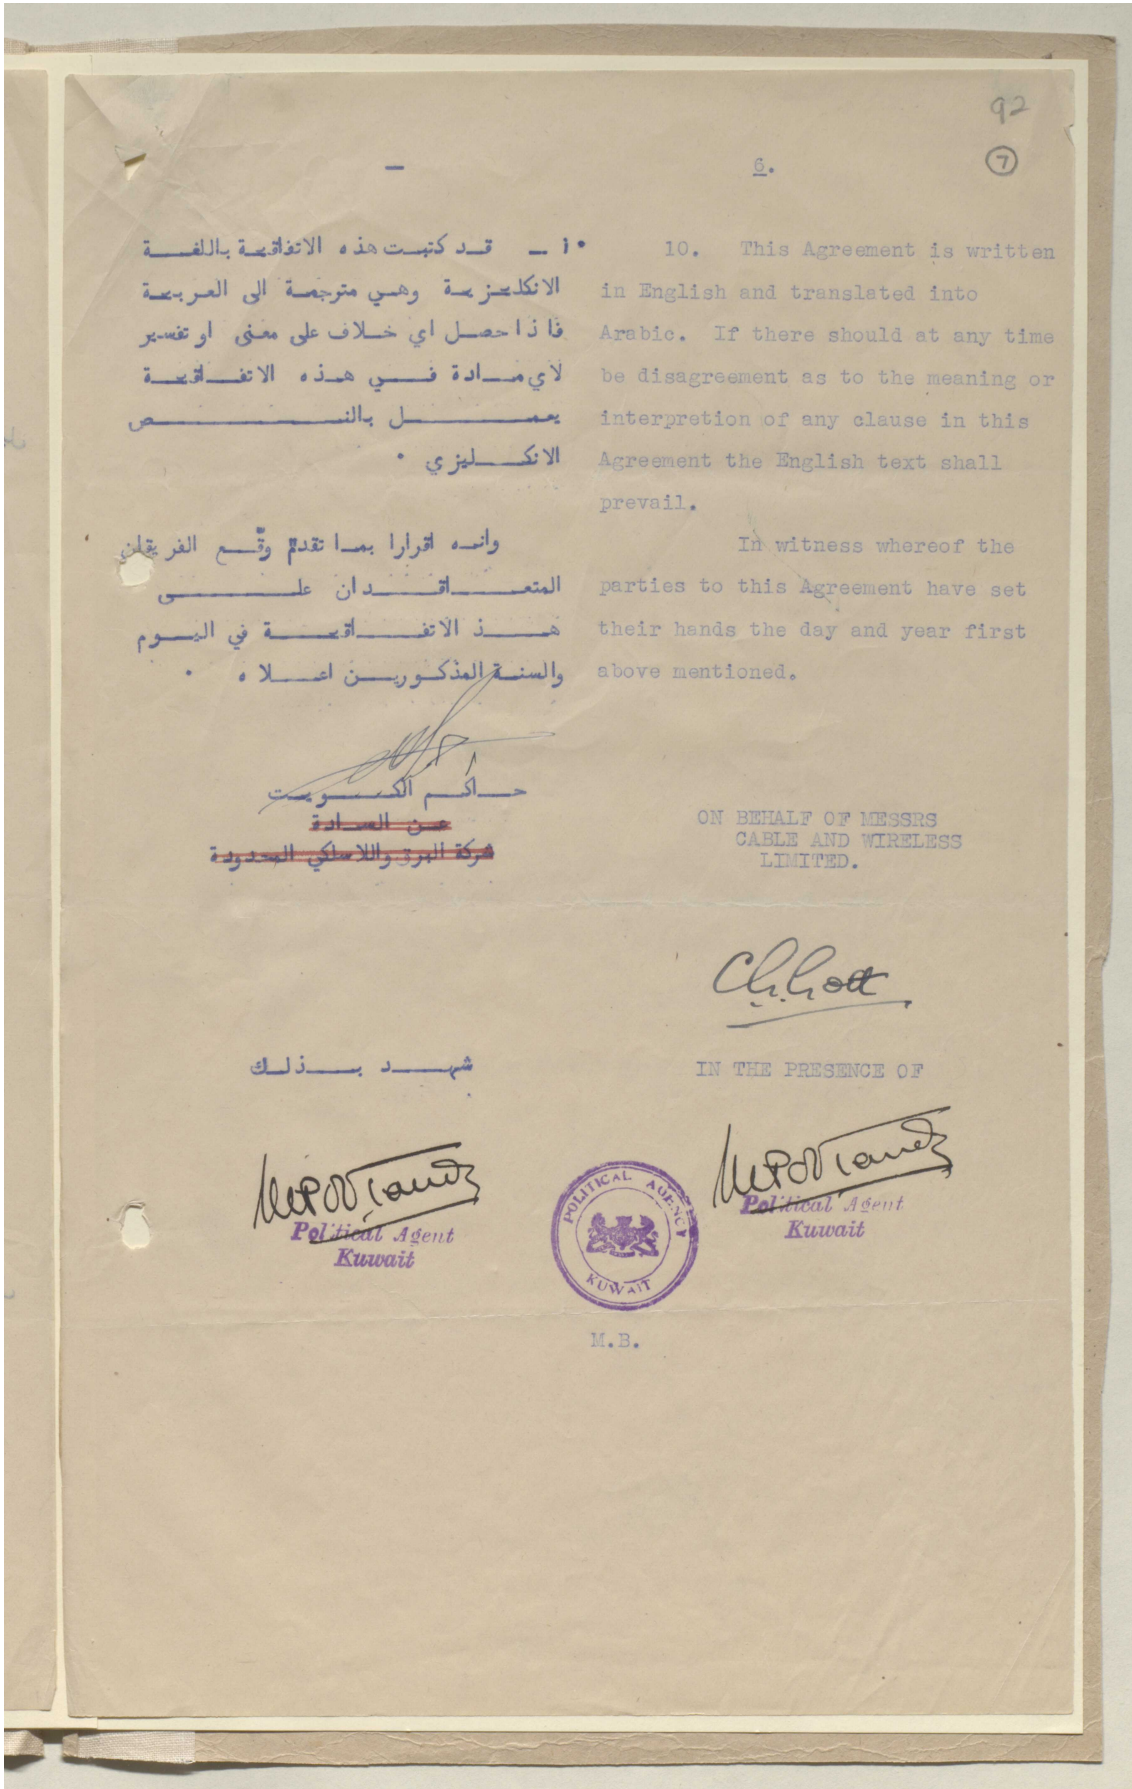 92
7
6.
١٠ ـ قد كتبت هذه الاتفاقية باللغة
الانكليزية وهي مترجمة الى العربية
فاذا حصل اي خلاف على معنى او تفسير
لاي مادة في هذه الاتفاقية
يعمل بالنص
الانكليزي ٠
وانه اقرارا بما تقدم وقّع الفريقان
المتعاقدان على
هذ الاتفاقية في اليوم
والسنة المذكورين اعلاه ٠
حاكم الكويت
عن السادة
شركة البرق واللاسلكي المحدودة
شهد بذلك
Political Agent
Kuwait
10. This Agreement is written
in English and translated into
Arabic. If there should at any time
be disagreement as to the meaning or
interpretion of any clause in this
Agreement the English text shall
prevail.
In witness whereof the
parties to this Agreement have set
their hands the day and year first
above mentioned.
ON BEHALF OF MESSRS
CABLE AND WIRELESS
LIMITED.
IN THE PRESENCE OF
Political Agent
Kuwait
POLITICAL AGENCY
KUWAIT
M.B.